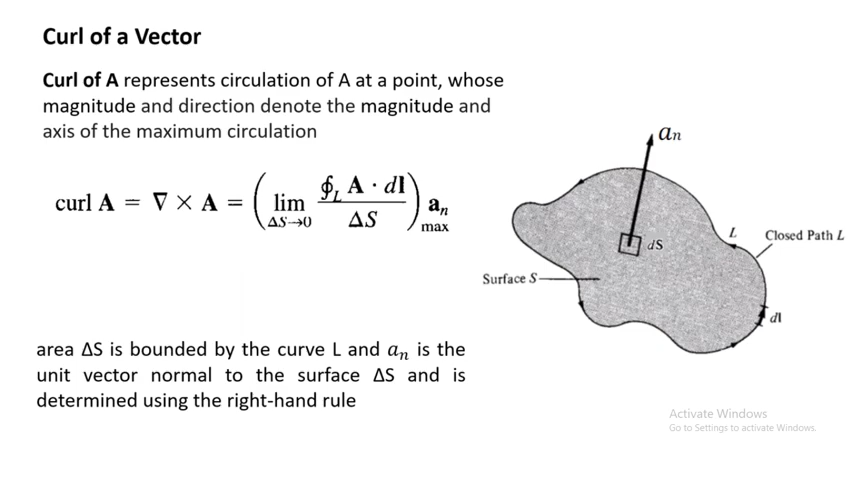 Curl of a Vector
Curl of A represents circulation of A at a point, whose
magnitude and direction denote the magnitude and
axis of the maximum circulation
curl A = ∇ × A = ( lim ΔS→0 ∮L A · dl / ΔS ) an max
area ΔS is bounded by the curve L and an is the
unit vector normal to the surface ΔS and is
determined using the right-hand rule
an
L
Closed Path L
dS
Surface S
dl
Activate Windows
Go to Settings to activate Windows.